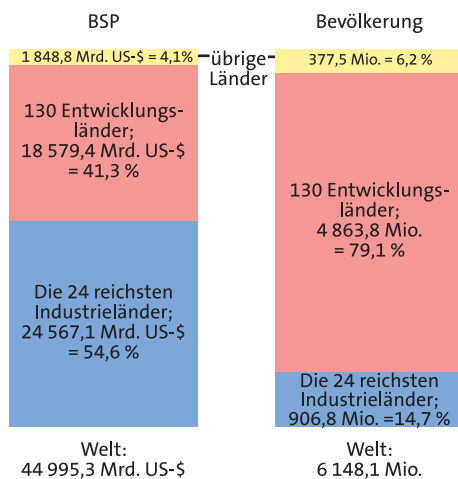 BSP
1 848,8 Mrd. US-$ = 4,1%
130 Entwicklungs-
länder;
18 579,4 Mrd. US-$
= 41,3 %
Die 24 reichsten
Industrieländer;
24 567,1 Mrd. US-$
= 54,6 %
Welt:
44 995,3 Mrd. US-$
übrige
Länder
Bevölkerung
377,5 Mio. = 6,2 %
130 Entwicklungs-
länder;
4 863,8 Mio.
= 79,1 %
Die 24 reichsten
Industrieländer;
906,8 Mio. =14,7 %
Welt:
6 148,1 Mio.